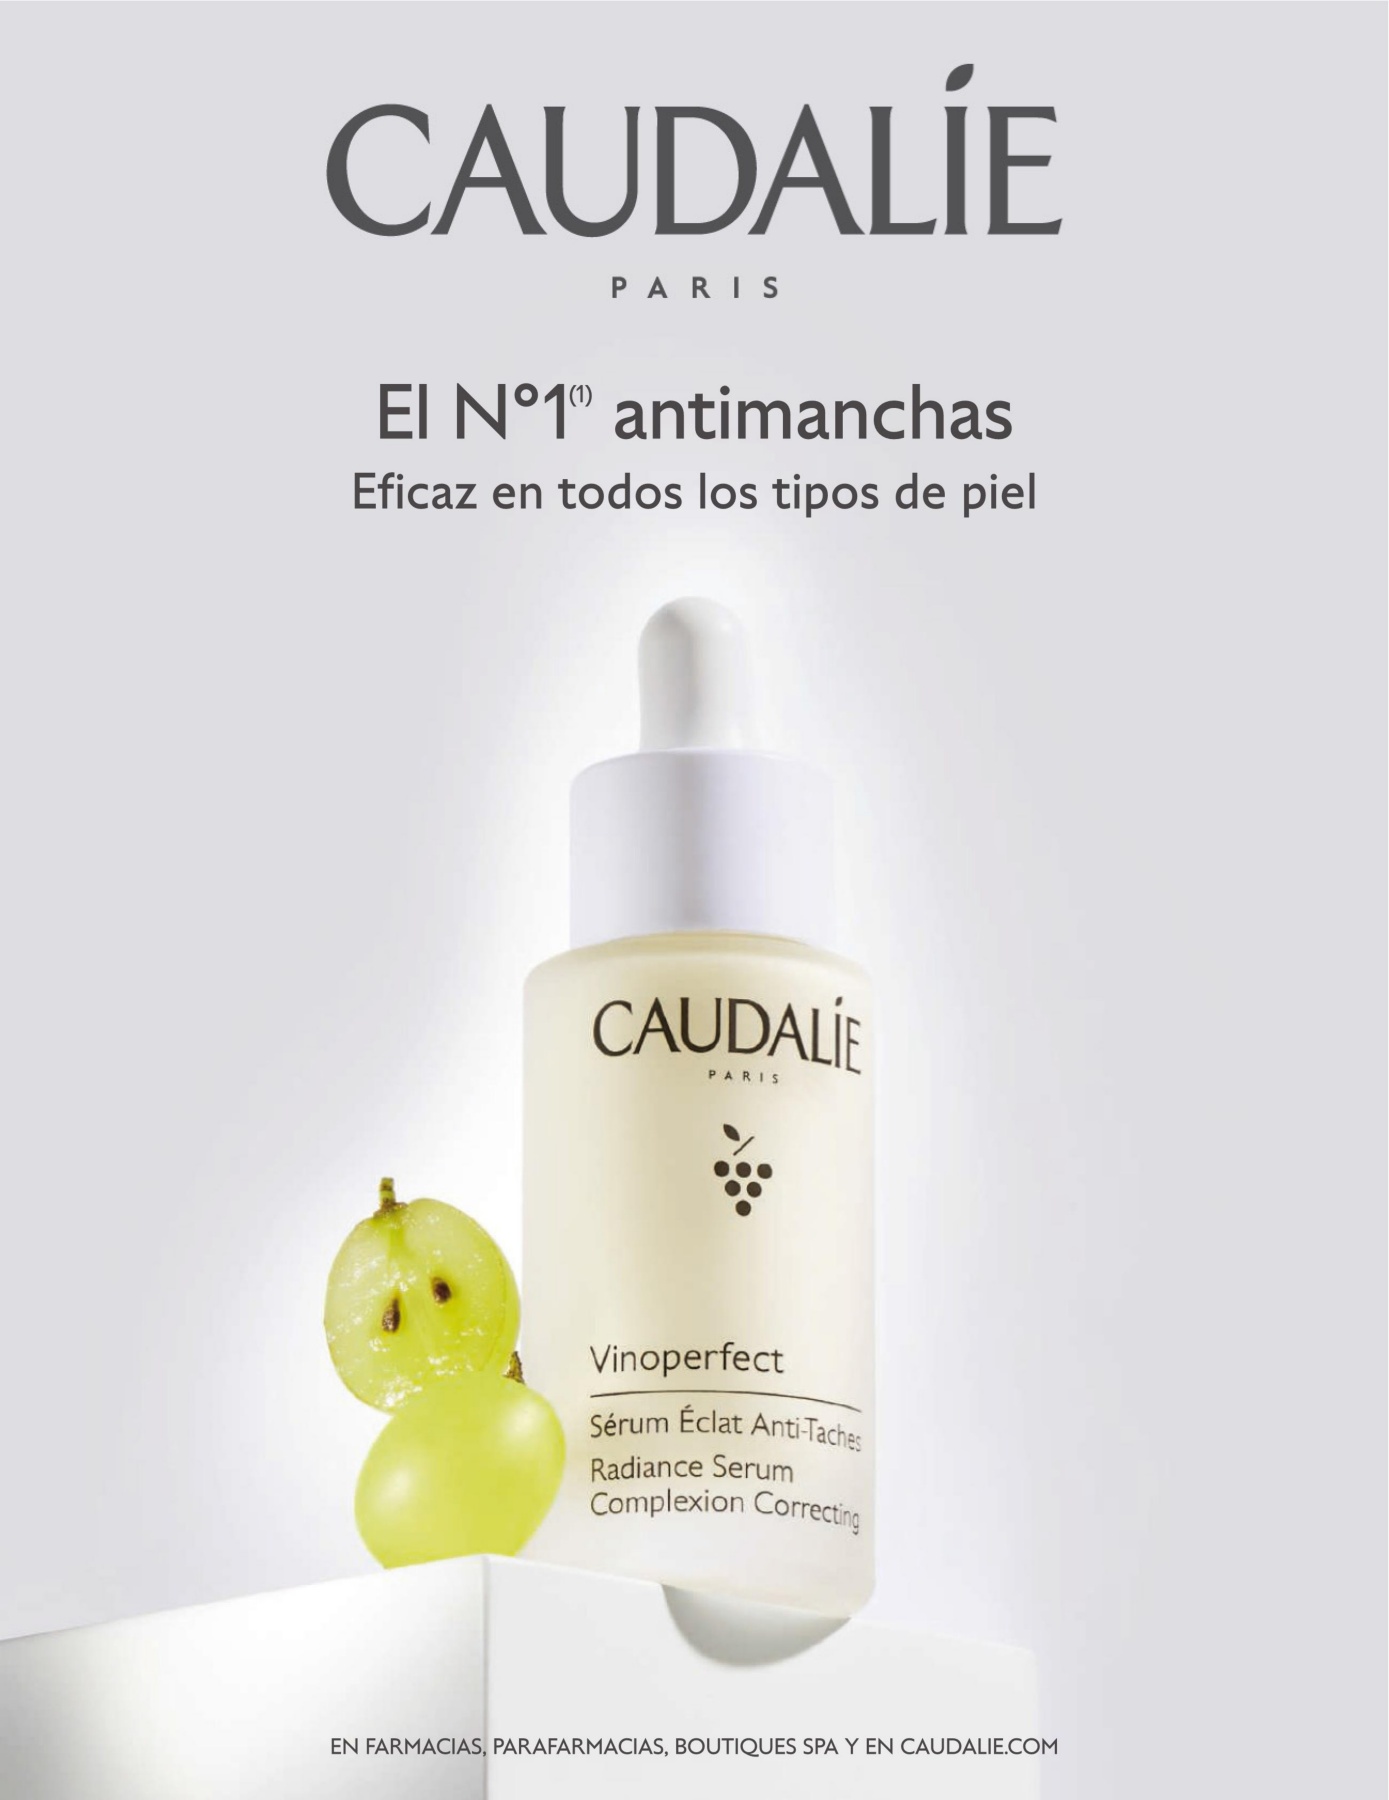 CAUDALÍE
PARIS
El N°1(1) antimanchas
Eficaz en todos los tipos de piel
CAUDALÍE
PARIS
Vinoperfect
Sérum Éclat Anti-Taches
Radiance Serum
Complexion Correcting
EN FARMACIAS, PARAFARMACIAS, BOUTIQUES SPA Y EN CAUDALIE.COM